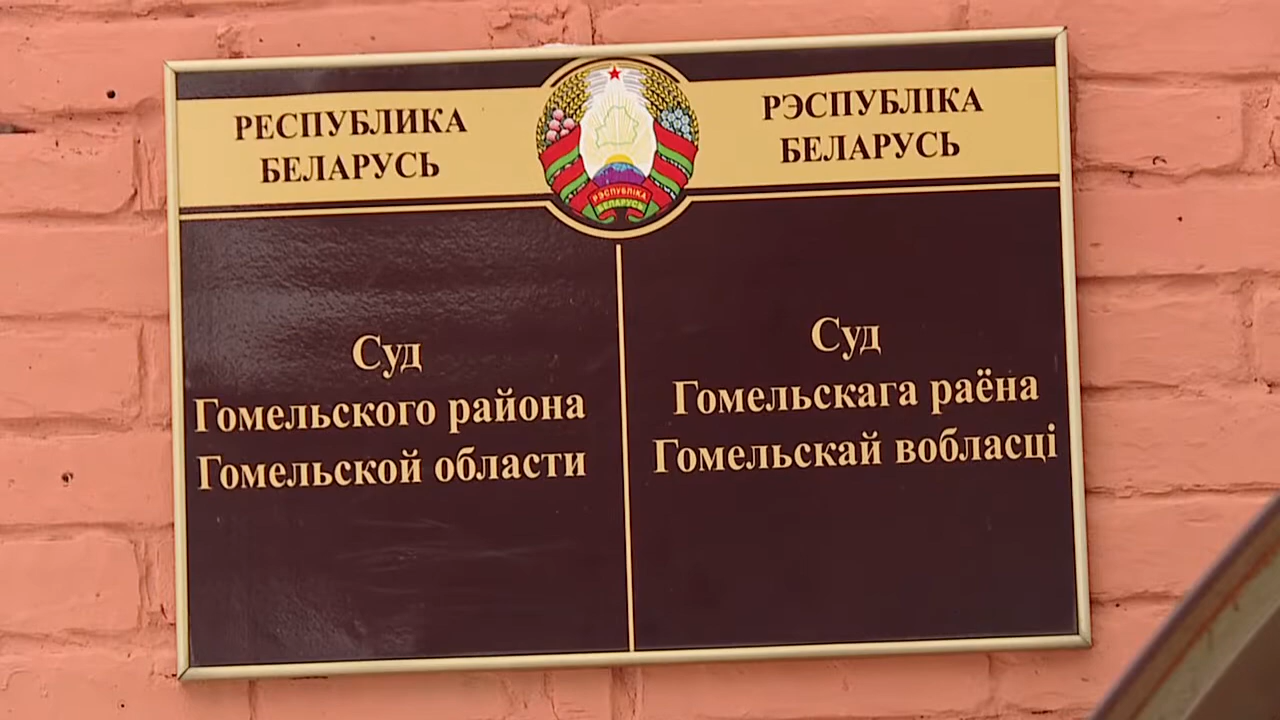 РЕСПУБЛИКА
БЕЛАРУСЬ
РЭСПУБЛІКА
БЕЛАРУСЬ
РЭСПУБЛІКА
БЕЛАРУСЬ
Суд
Гомельского района
Гомельской области
Суд
Гомельскага раёна
Гомельскай вобласці